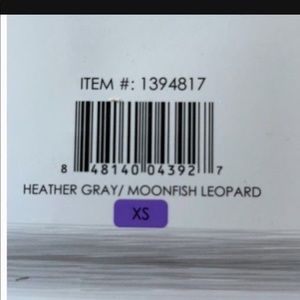 ITEM #: 1394817
8 48140 04392 7
HEATHER GRAY/ MOONFISH LEOPARD
XS